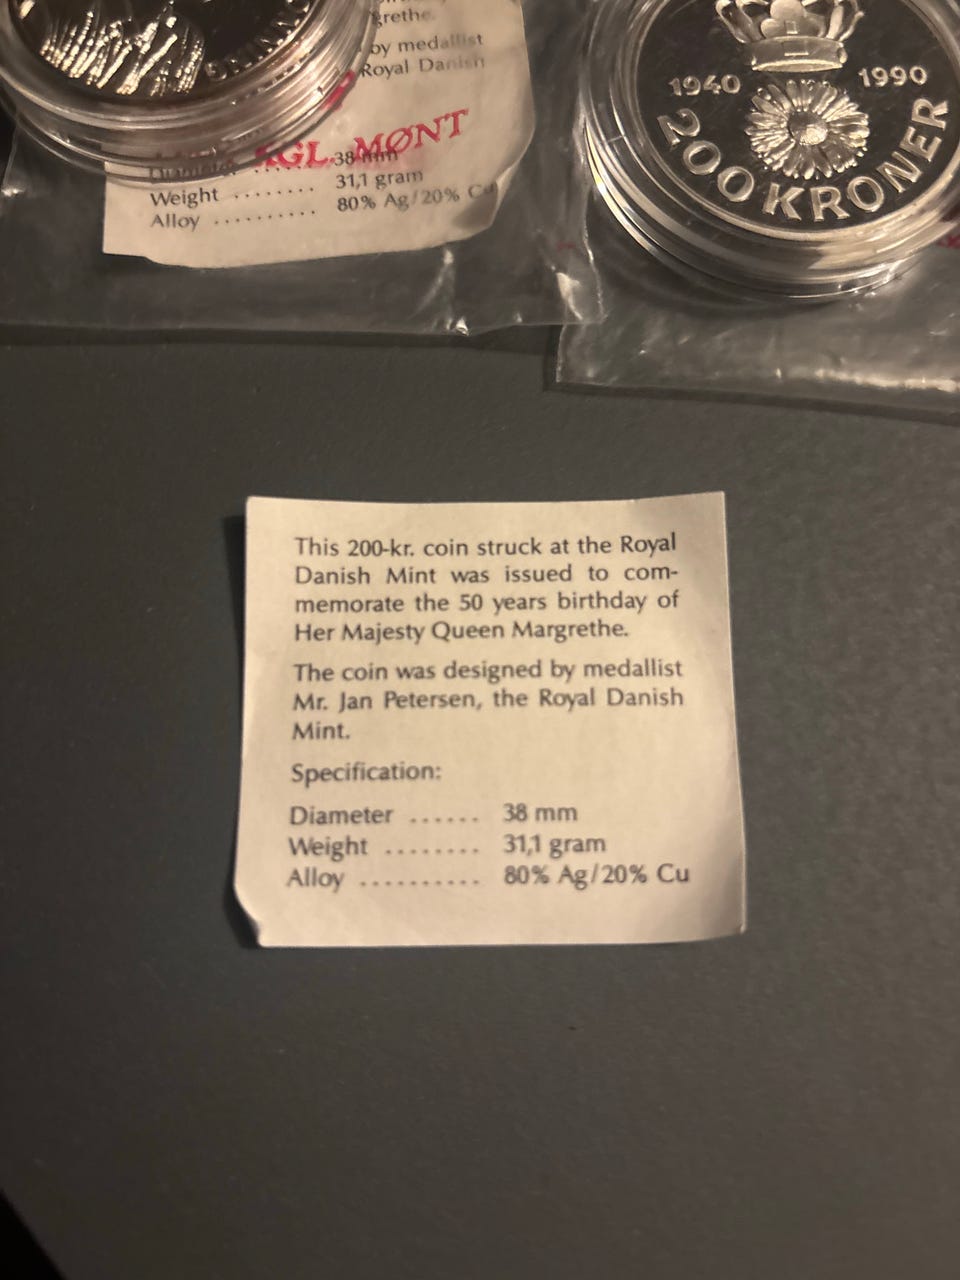 grethe.
by medallist
Royal Danish
KGL. MØNT
38 mm
Weight ........ 31,1 gram
Alloy .......... 80% Ag/20% Cu
1940 1990
200 KRONER
This 200-kr. coin struck at the Royal
Danish Mint was issued to com-
memorate the 50 years birthday of
Her Majesty Queen Margrethe.
The coin was designed by medallist
Mr. Jan Petersen, the Royal Danish
Mint.
Specification:
Diameter ...... 38 mm
Weight ........ 31,1 gram
Alloy .......... 80% Ag/20% Cu